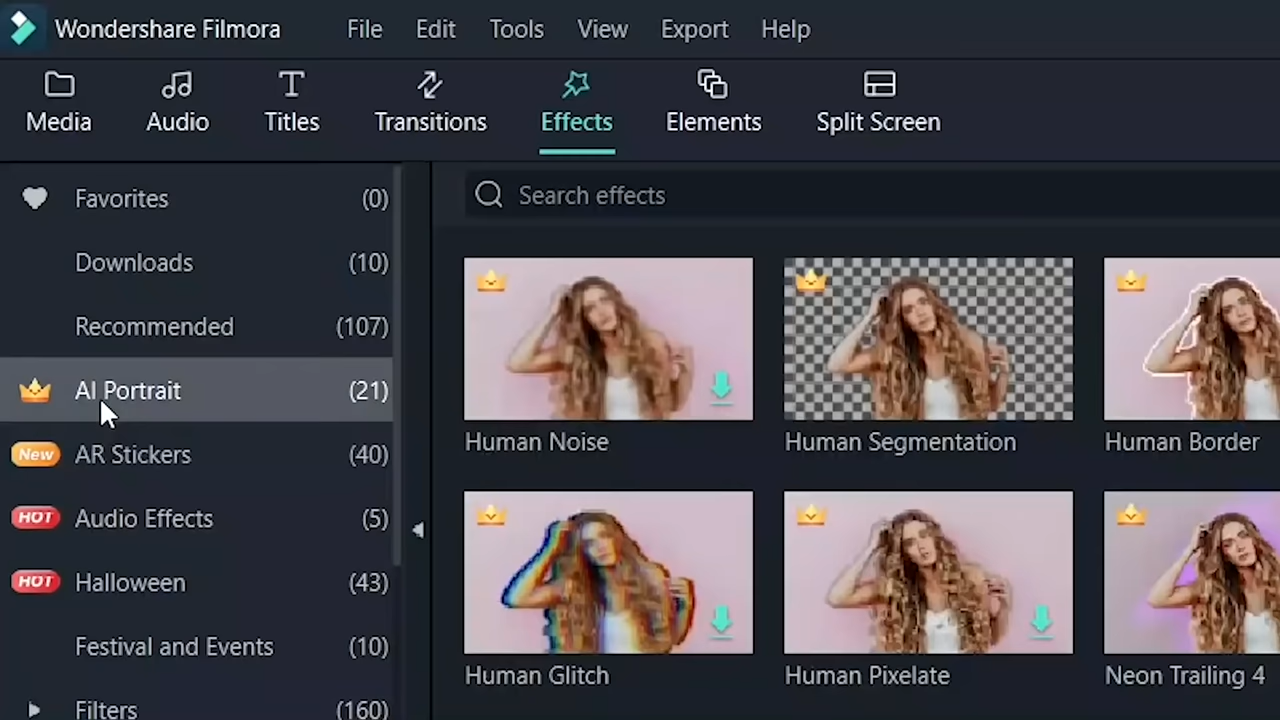 Wondershare Filmora File Edit Tools View Export Help
Media Audio Titles Transitions Effects Elements Split Screen
Favorites (0)
Downloads (10)
Recommended (107)
AI Portrait (21)
New AR Stickers (40)
HOT Audio Effects (5)
HOT Halloween (43)
Festival and Events (10)
Filters (160)
Search effects
Human Noise Human Segmentation Human Border
Human Glitch Human Pixelate Neon Trailing 4